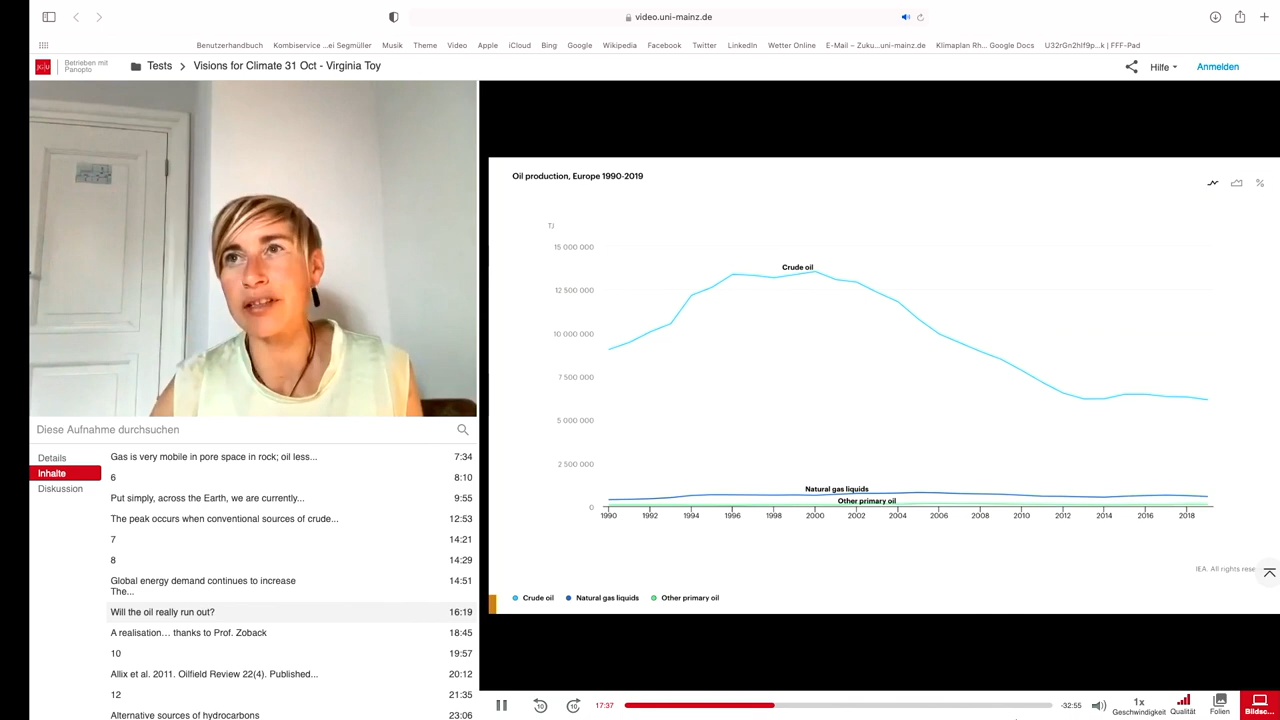 video.uni-mainz.de
Benutzerhandbuch Kombiservice ...ei Segmüller Musik Theme Video Apple iCloud Bing Google Wikipedia Facebook Twitter LinkedIn Wetter Online E-Mail – Zuku...uni-mainz.de Klimaplan Rh... Google Docs U32rGn2hIf9p...k | FFF-Pad
JG|U
Betrieben mit
Panopto
Tests > Visions for Climate 31 Oct - Virginia Toy
Hilfe
Anmelden
Oil production, Europe 1990-2019
%
TJ
15 000 000
Crude oil
12 500 000
10 000 000
7 500 000
5 000 000
2 500 000
Natural gas liquids
Other primary oil
0
1990 1992 1994 1996 1998 2000 2002 2004 2006 2008 2010 2012 2014 2016 2018
IEA. All rights rese
Crude oil Natural gas liquids Other primary oil
Diese Aufnahme durchsuchen
Details
Inhalte
Diskussion
Gas is very mobile in pore space in rock; oil less... 7:34
6 8:10
Put simply, across the Earth, we are currently... 9:55
The peak occurs when conventional sources of crude... 12:53
7 14:21
8 14:29
Global energy demand continues to increase 14:51
The...
Will the oil really run out? 16:19
A realisation... thanks to Prof. Zoback 18:45
10 19:57
Allix et al. 2011. Oilfield Review 22(4). Published... 20:12
12 21:35
Alternative sources of hydrocarbons 23:06
10 10 17:37 -32:55
1x
Geschwindigkeit Qualität Folien Bildsc...